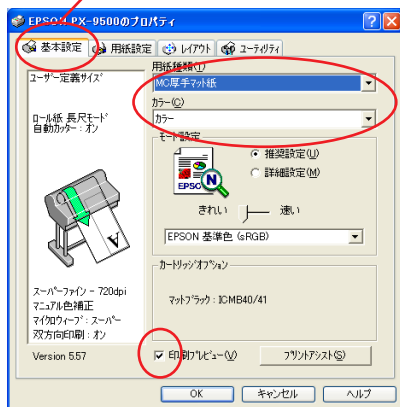 EPSON PX-9500のプロパティ
基本設定 用紙設定 レイアウト ユーティリティ
ユーザー定義サイズ
ロール紙 長尺モード
自動カッター : オン
スーパーファイン - 720dpi
マニュアル色補正
マイクロウィーブ : スーパー
双方向印刷 : オン
Version 5.57
用紙種類(T)
MC厚手マット紙
カラー(C)
カラー
モード設定
EPSO N
推奨設定(U)
詳細設定(M)
きれい 速い
EPSON 基準色 (sRGB)
カートリッジオプション
マットブラック : ICMB40/41
印刷プレビュー(V) プリントアシスト(S)
OK キャンセル ヘルプ